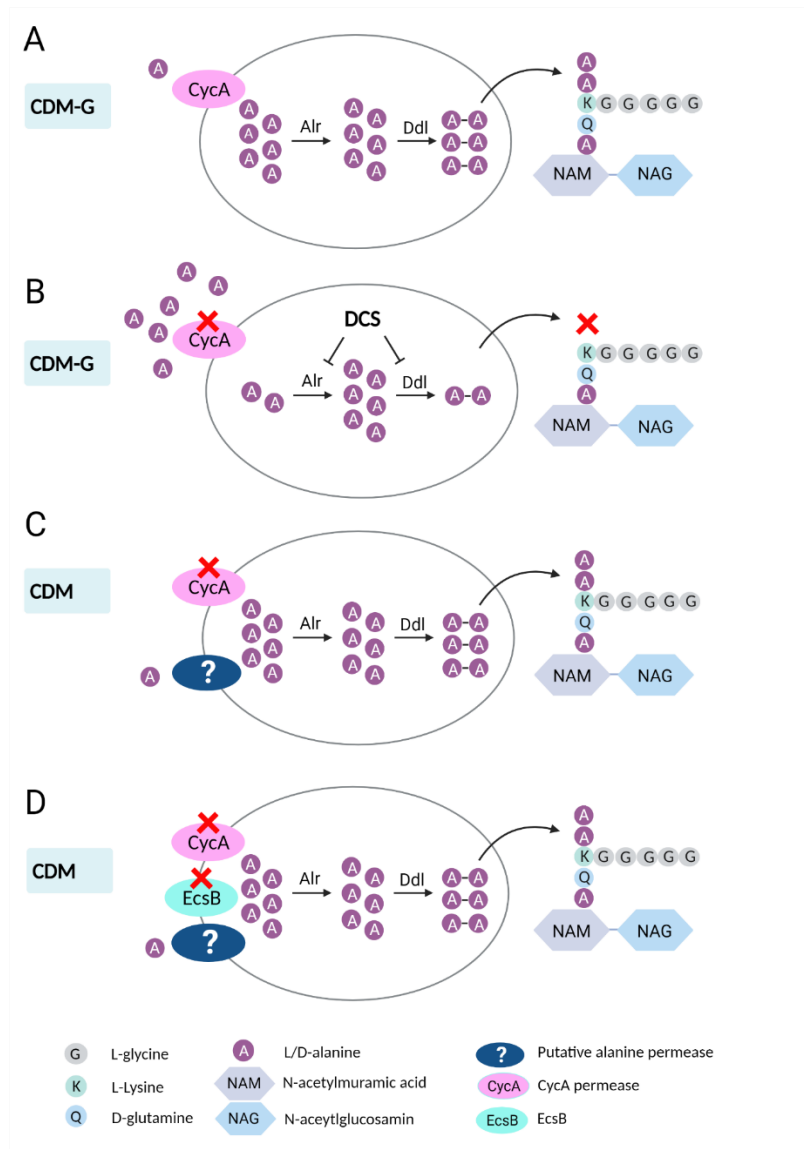 A
CDM-G
A
CycA
A A A A A A A
Alr
A A A A A A
Ddl
A-A
A-A
A-A
A
A
K G G G G G
Q
A
NAM
NAG
B
CDM-G
A A A A A A
CycA
DCS
A A
Alr
A A A A A A
Ddl
A-A
K G G G G G
Q
A
NAM
NAG
C
CDM
CycA
?
A
A A A A A A A
Alr
A A A A A A
Ddl
A-A
A-A
A-A
A
A
K G G G G G
Q
A
NAM
NAG
D
CDM
CycA
EcsB
?
A
A A A A A A A
Alr
A A A A A A
Ddl
A-A
A-A
A-A
A
A
K G G G G G
Q
A
NAM
NAG
G L-glycine
A L/D-alanine
? Putative alanine permease
K L-Lysine
NAM N-acetylmuramic acid
CycA CycA permease
Q D-glutamine
NAG N-aceytlglucosamin
EcsB EcsB